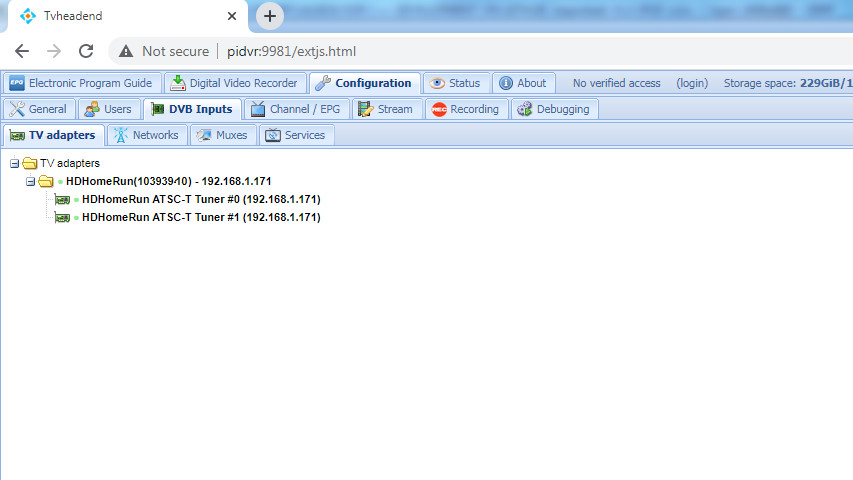 Tvheadend
Not secure | pidvr:9981/extjs.html
EPG Electronic Program Guide Digital Video Recorder Configuration Status About No verified access (login) Storage space: 229GiB/1
General Users DVB Inputs Channel / EPG Stream REC Recording Debugging
TV adapters Networks Muxes Services
TV adapters
HDHomeRun(10393940) - 192.168.1.171
HDHomeRun ATSC-T Tuner #0 (192.168.1.171)
HDHomeRun ATSC-T Tuner #1 (192.168.1.171)